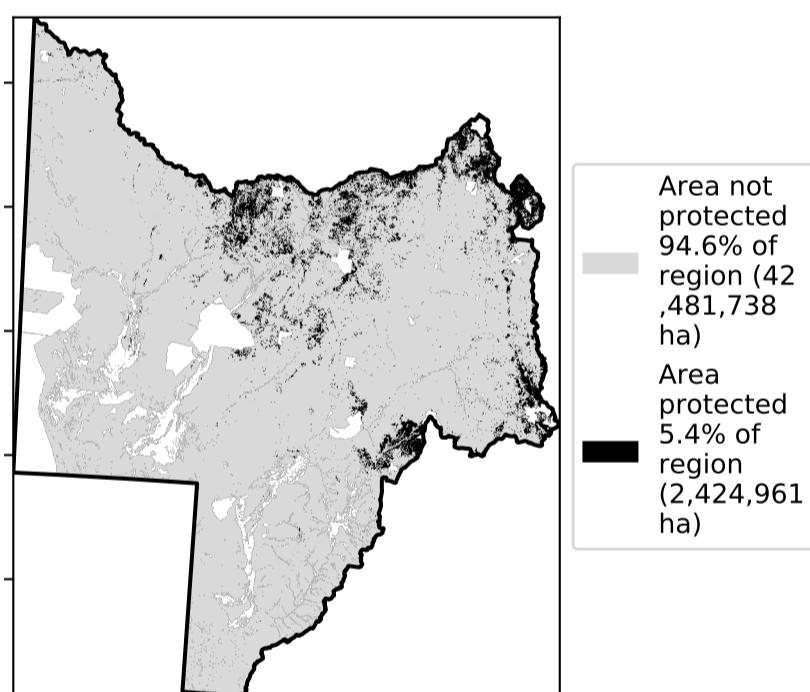 Area not
protected
94.6% of
region (42
,481,738
ha)
Area
protected
5.4% of
region
(2,424,961
ha)